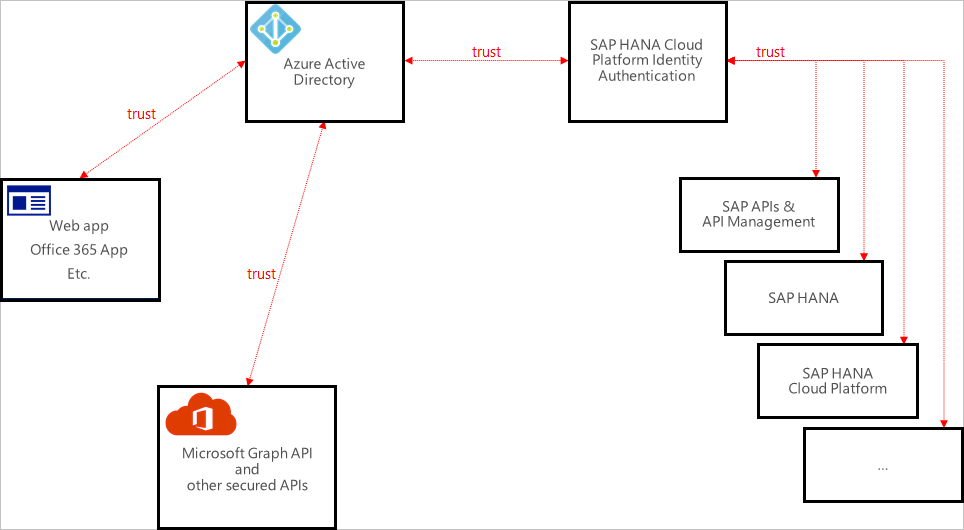 Azure Active
Directory
trust
SAP HANA Cloud
Platform Identity
Authentication
trust
trust
Web app
Office 365 App
Etc.
trust
Microsoft Graph API
and
other secured APIs
SAP APIs &
API Management
SAP HANA
SAP HANA
Cloud Platform
...